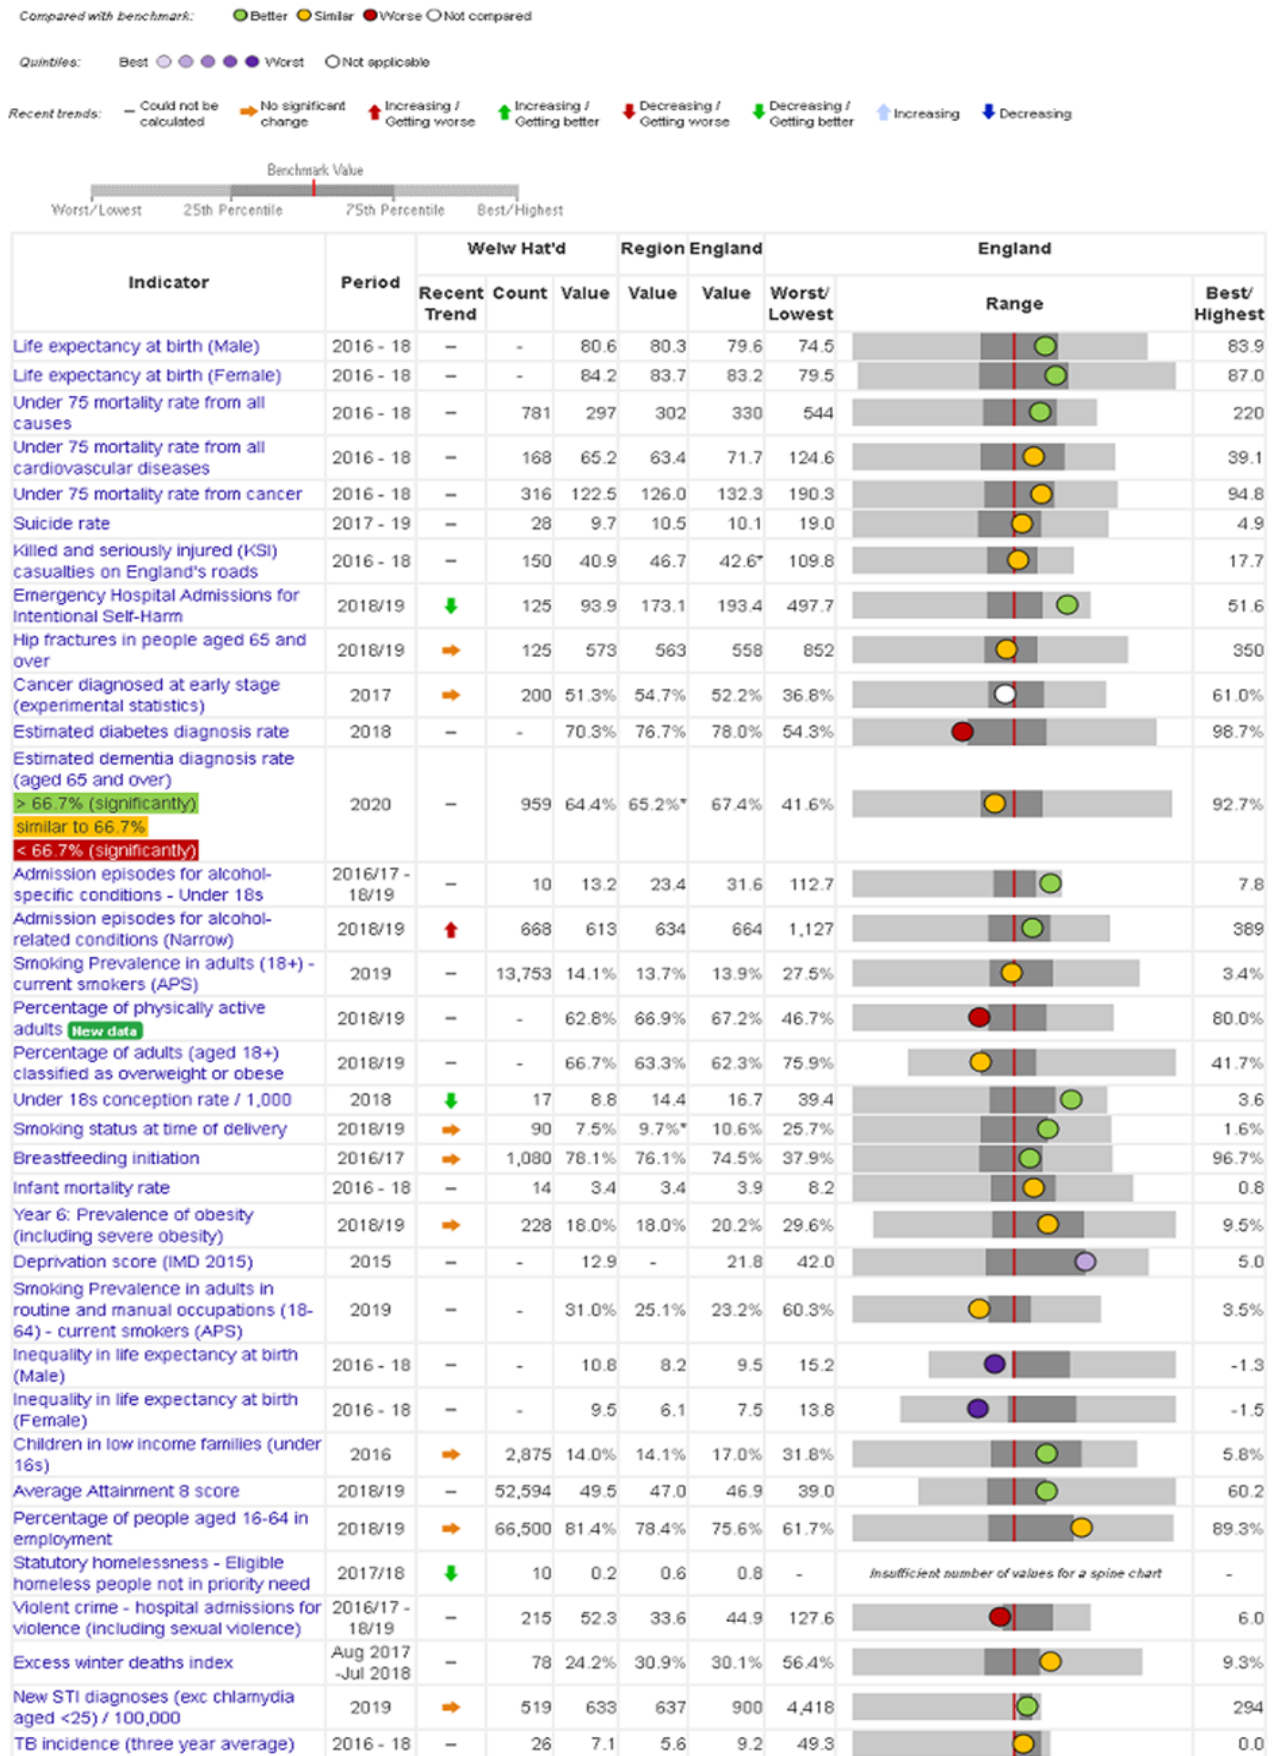 Compared with benchmark: Better Similar Worse Not compared
Quintiles: Best Worst Not applicable
Recent trends: – Could not be calculated No significant change Increasing / Getting worse Increasing / Getting better Decreasing / Getting worse Decreasing / Getting better Increasing Decreasing
Benchmark Value
Worst/Lowest 25th Percentile 75th Percentile Best/Highest
Welw Hat'd Region England England
Indicator Period Recent Trend Count Value Value Value Worst/ Lowest Range Best/ Highest
Life expectancy at birth (Male) 2016 - 18 – - 80.6 80.3 79.6 74.5 83.9
Life expectancy at birth (Female) 2016 - 18 – - 84.2 83.7 83.2 79.5 87.0
Under 75 mortality rate from all causes 2016 - 18 – 781 297 302 330 544 220
Under 75 mortality rate from all cardiovascular diseases 2016 - 18 – 168 65.2 63.4 71.7 124.6 39.1
Under 75 mortality rate from cancer 2016 - 18 – 316 122.5 126.0 132.3 190.3 94.8
Suicide rate 2017 - 19 – 28 9.7 10.5 10.1 19.0 4.9
Killed and seriously injured (KSI) casualties on England's roads 2016 - 18 – 150 40.9 46.7 42.6* 109.8 17.7
Emergency Hospital Admissions for Intentional Self-Harm 2018/19 125 93.9 173.1 193.4 497.7 51.6
Hip fractures in people aged 65 and over 2018/19 125 573 563 558 852 350
Cancer diagnosed at early stage (experimental statistics) 2017 200 51.3% 54.7% 52.2% 36.8% 61.0%
Estimated diabetes diagnosis rate 2018 - - 70.3% 76.7% 78.0% 54.3% 98.7%
Estimated dementia diagnosis rate (aged 65 and over)
> 66.7% (significantly)
similar to 66.7%
< 66.7% (significantly)
2020 – 959 64.4% 65.2%* 67.4% 41.6% 92.7%
Admission episodes for alcohol-specific conditions - Under 18s 2016/17 - 18/19 – 10 13.2 23.4 31.6 112.7 7.8
Admission episodes for alcohol-related conditions (Narrow) 2018/19 668 613 634 664 1,127 389
Smoking Prevalence in adults (18+) - current smokers (APS) 2019 – 13,753 14.1% 13.7% 13.9% 27.5% 3.4%
Percentage of physically active adults New data 2018/19 – - 62.8% 66.9% 67.2% 46.7% 80.0%
Percentage of adults (aged 18+) classified as overweight or obese 2018/19 – - 66.7% 63.3% 62.3% 75.9% 41.7%
Under 18s conception rate / 1,000 2018 17 8.8 14.4 16.7 39.4 3.6
Smoking status at time of delivery 2018/19 90 7.5% 9.7%* 10.6% 25.7% 1.6%
Breastfeeding initiation 2016/17 1,080 78.1% 76.1% 74.5% 37.9% 96.7%
Infant mortality rate 2016 - 18 – 14 3.4 3.4 3.9 8.2 0.8
Year 6: Prevalence of obesity (including severe obesity) 2018/19 228 18.0% 18.0% 20.2% 29.6% 9.5%
Deprivation score (IMD 2015) 2015 – - 12.9 - 21.8 42.0 5.0
Smoking Prevalence in adults in routine and manual occupations (18-64) - current smokers (APS) 2019 – - 31.0% 25.1% 23.2% 60.3% 3.5%
Inequality in life expectancy at birth (Male) 2016 - 18 – - 10.8 8.2 9.5 15.2 -1.3
Inequality in life expectancy at birth (Female) 2016 - 18 – - 9.5 6.1 7.5 13.8 -1.5
Children in low income families (under 16s) 2016 2,875 14.0% 14.1% 17.0% 31.8% 5.8%
Average Attainment 8 score 2018/19 – 52,594 49.5 47.0 46.9 39.0 60.2
Percentage of people aged 16-64 in employment 2018/19 66,500 81.4% 78.4% 75.6% 61.7% 89.3%
Statutory homelessness - Eligible homeless people not in priority need 2017/18 10 0.2 0.6 0.8 - Insufficient number of values for a spine chart -
Violent crime - hospital admissions for violence (including sexual violence) 2016/17 - 18/19 – 215 52.3 33.6 44.9 127.6 6.0
Excess winter deaths index Aug 2017 -Jul 2018 – 78 24.2% 30.9% 30.1% 56.4% 9.3%
New STI diagnoses (exc chlamydia aged <25) / 100,000 2019 519 633 637 900 4,418 294
TB incidence (three year average) 2016 - 18 – 26 7.1 5.6 9.2 49.3 0.0